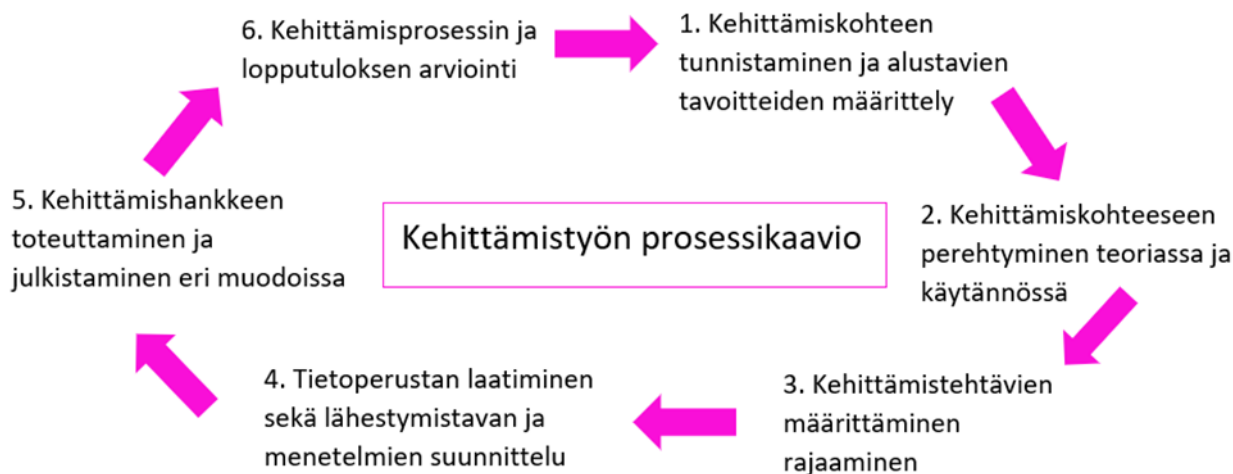 6. Kehittämisprosessin ja
lopputuloksen arviointi
1. Kehittämiskohteen
tunnistaminen ja alustavien
tavoitteiden määrittely
5. Kehittämishankkeen
toteuttaminen ja
julkistaminen eri muodoissa
Kehittämistyön prosessikaavio
2. Kehittämiskohteeseen
perehtyminen teoriassa ja
käytännössä
4. Tietoperustan laatiminen
sekä lähestymistavan ja
menetelmien suunnittelu
3. Kehittämistehtävien
määrittäminen
rajaaminen